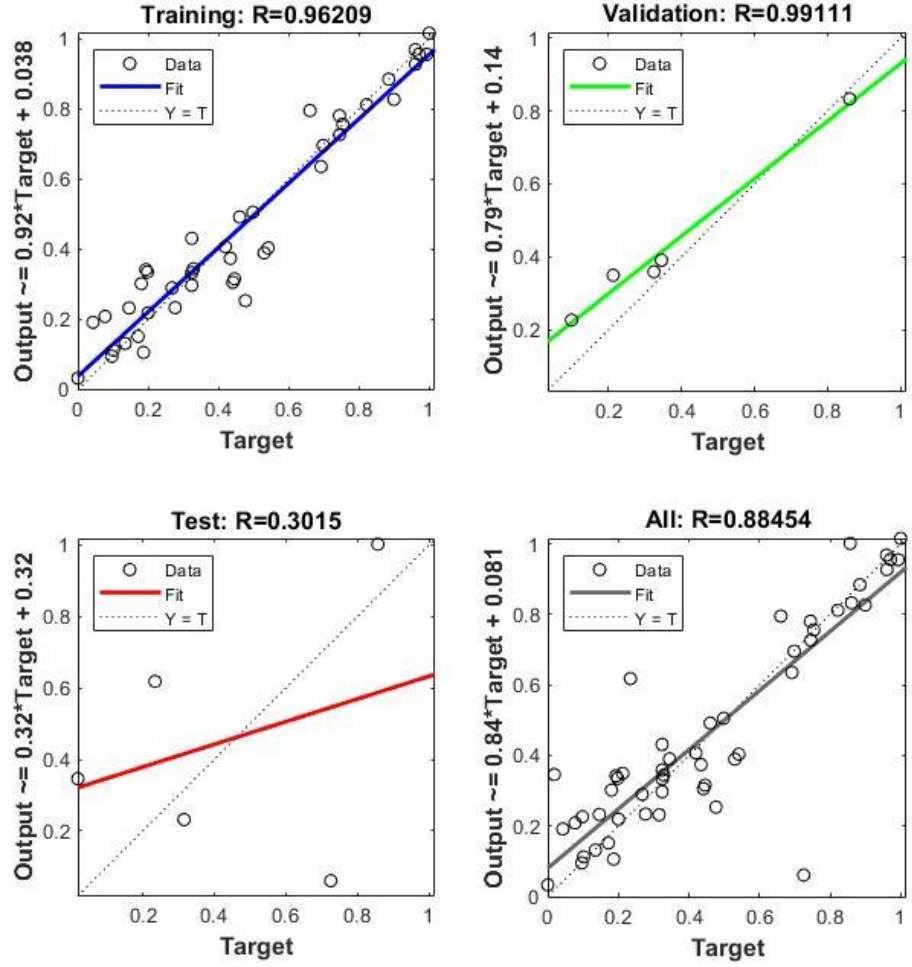 Training: R=0.96209
Output ~= 0.92*Target + 0.038
Data
Fit
Y = T
1
0.8
0.6
0.4
0.2
0
0 0.2 0.4 0.6 0.8 1
Target
Validation: R=0.99111
Output ~= 0.79*Target + 0.14
Data
Fit
Y = T
1
0.8
0.6
0.4
0.2
0.2 0.4 0.6 0.8 1
Target
Test: R=0.3015
Output ~= 0.32*Target + 0.32
Data
Fit
Y = T
1
0.8
0.6
0.4
0.2
0.2 0.4 0.6 0.8 1
Target
All: R=0.88454
Output ~= 0.84*Target + 0.081
Data
Fit
Y = T
1
0.8
0.6
0.4
0.2
0
0 0.2 0.4 0.6 0.8 1
Target